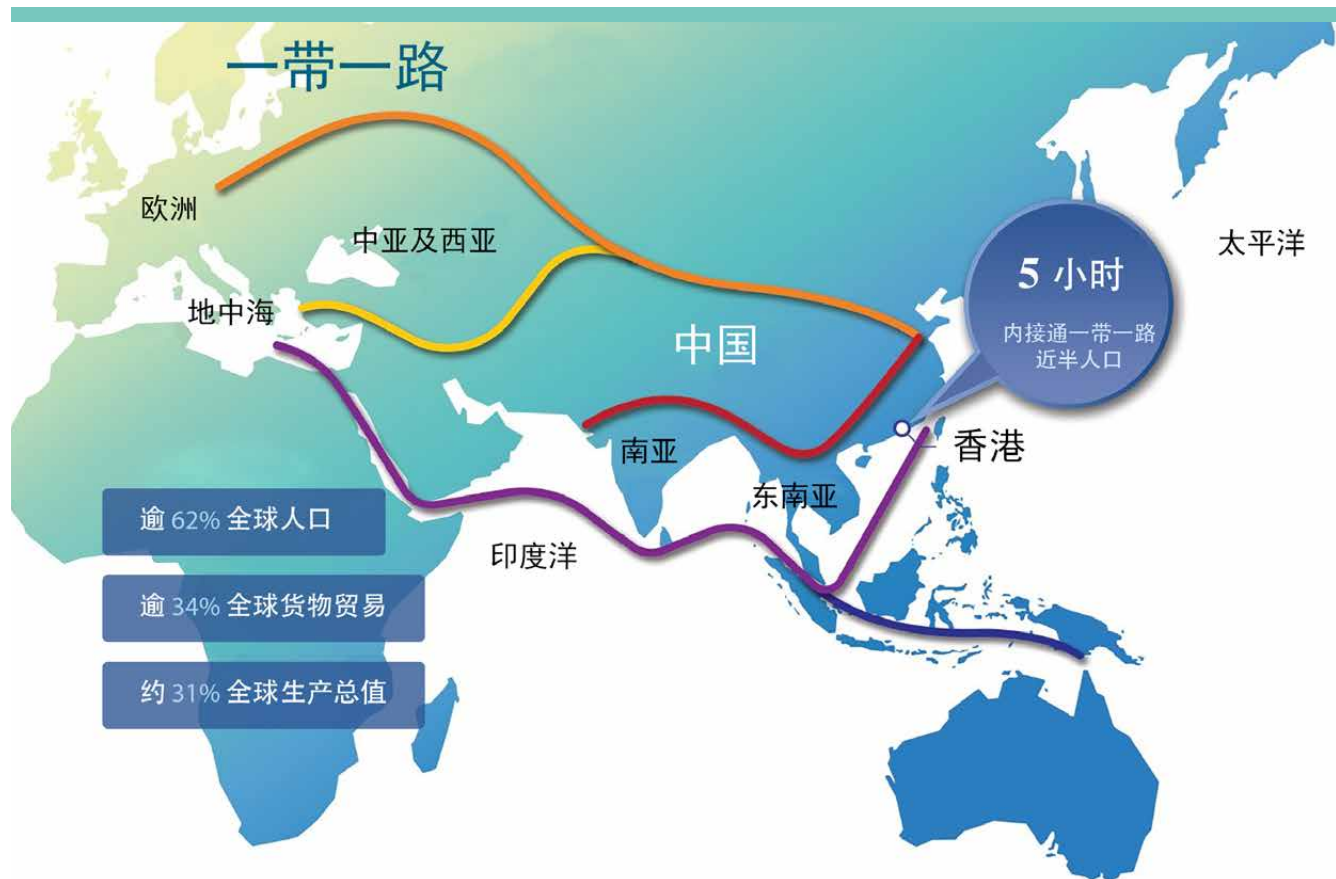 一带一路
欧洲
中亚及西亚
地中海
中国
太平洋
5 小时
内接通一带一路
近半人口
香港
南亚
东南亚
印度洋
逾 62% 全球人口
逾 34% 全球货物贸易
约 31% 全球生产总值